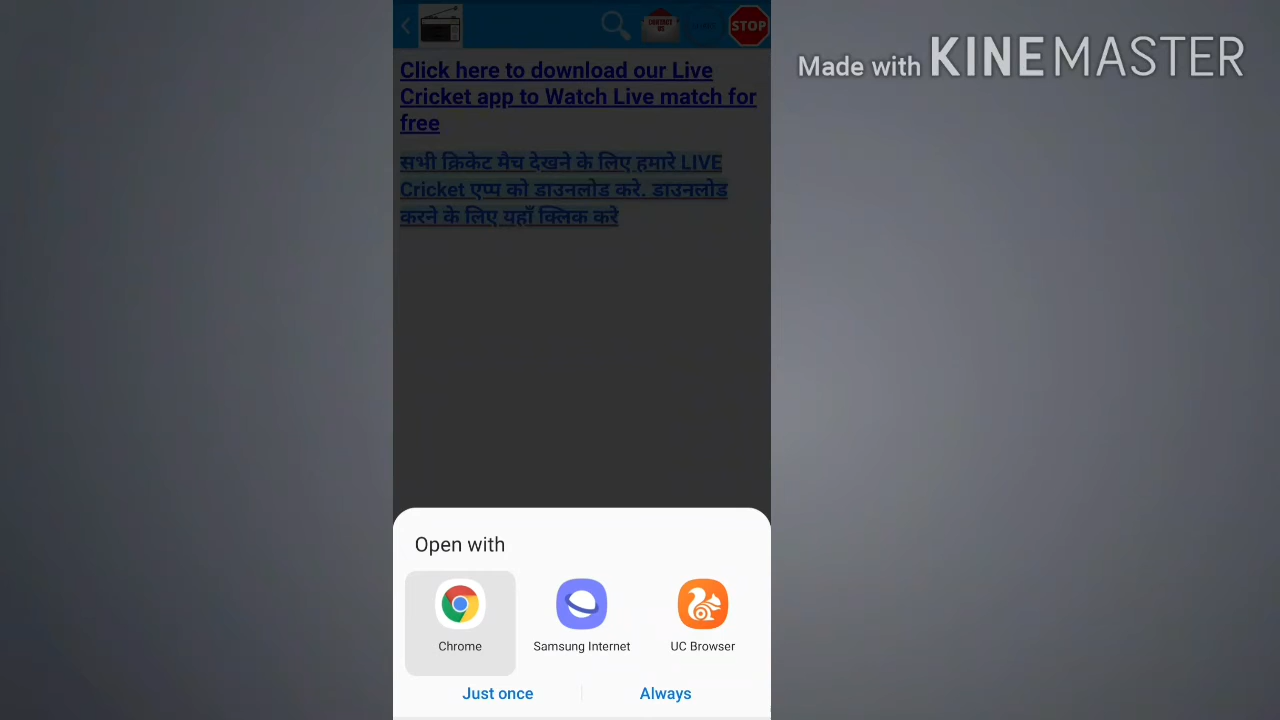 Made with KINEMASTER
CONTACT US
STOP
Click here to download our Live
Cricket app to Watch Live match for
free
सभी क्रिकेट मैच देखने के लिए हमारे LIVE
Cricket एप्प को डाउनलोड करे. डाउनलोड
करने के लिए यहाँ क्लिक करे
Open with
Chrome
Samsung Internet
UC Browser
Just once
Always